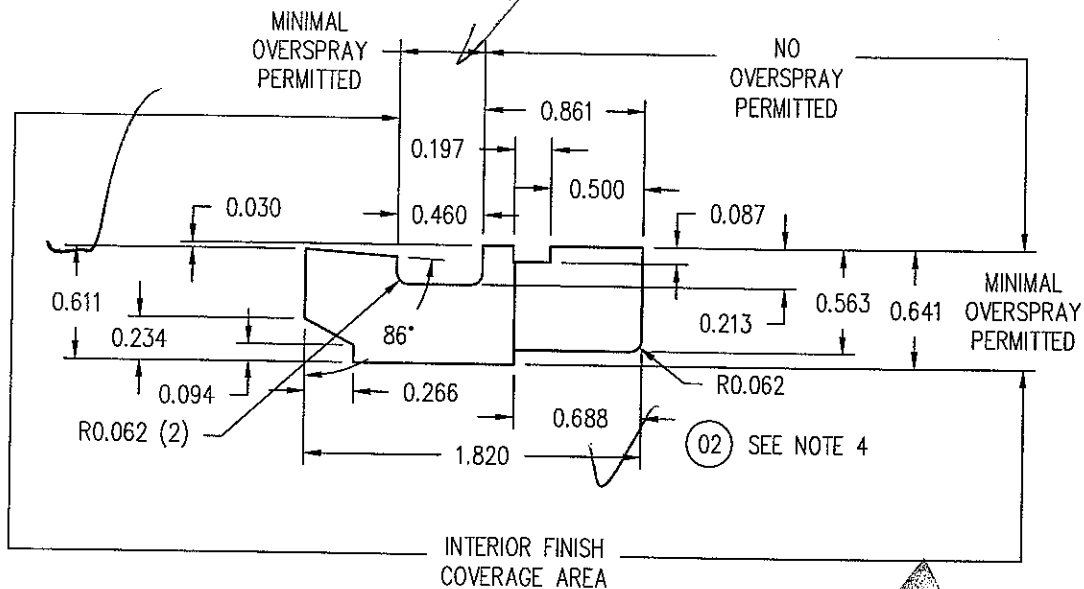 MINIMAL
OVERSPRAY
PERMITTED
NO
OVERSPRAY
PERMITTED
0.861
0.197
0.500
0.030
0.460
0.087
0.611
0.234
86°
0.213
0.563
0.641
MINIMAL
OVERSPRAY
PERMITTED
0.094
0.266
R0.062
R0.062 (2)
0.688
02 SEE NOTE 4
1.820
INTERIOR FINISH
COVERAGE AREA